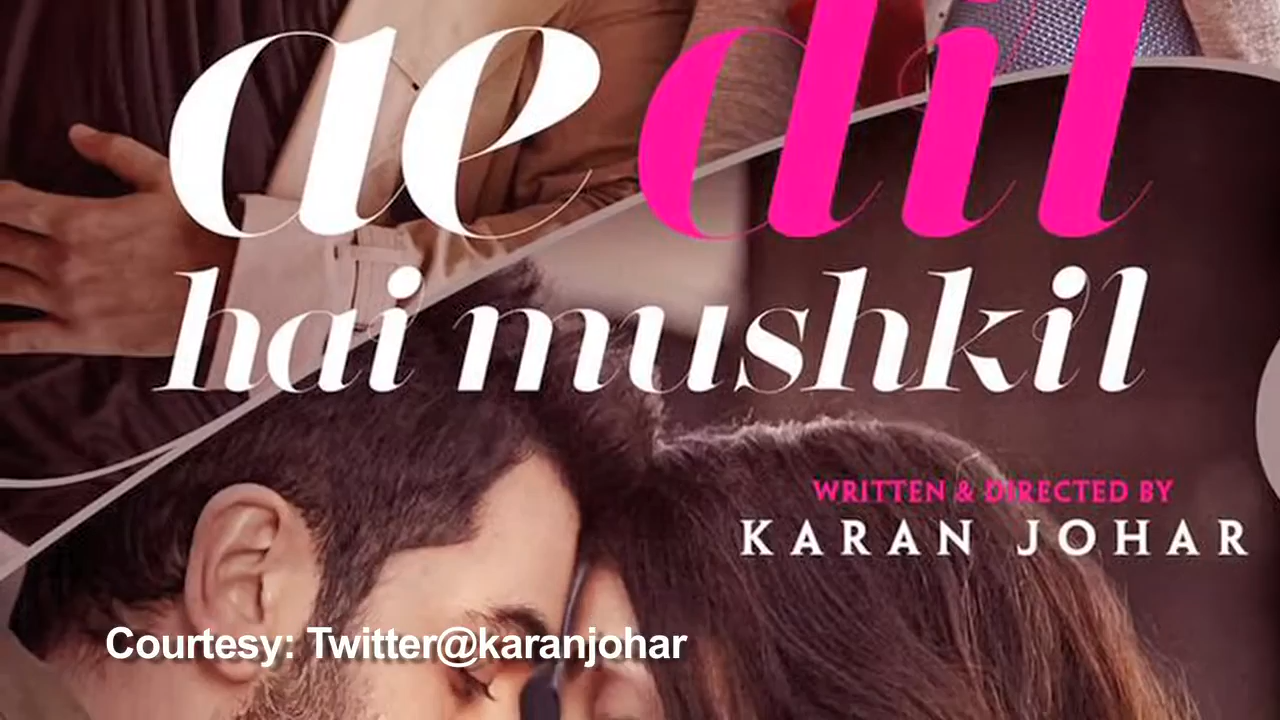 ae dil
hai mushkil
WRITTEN & DIRECTED BY
KARAN JOHAR
Courtesy: Twitter@karanjohar